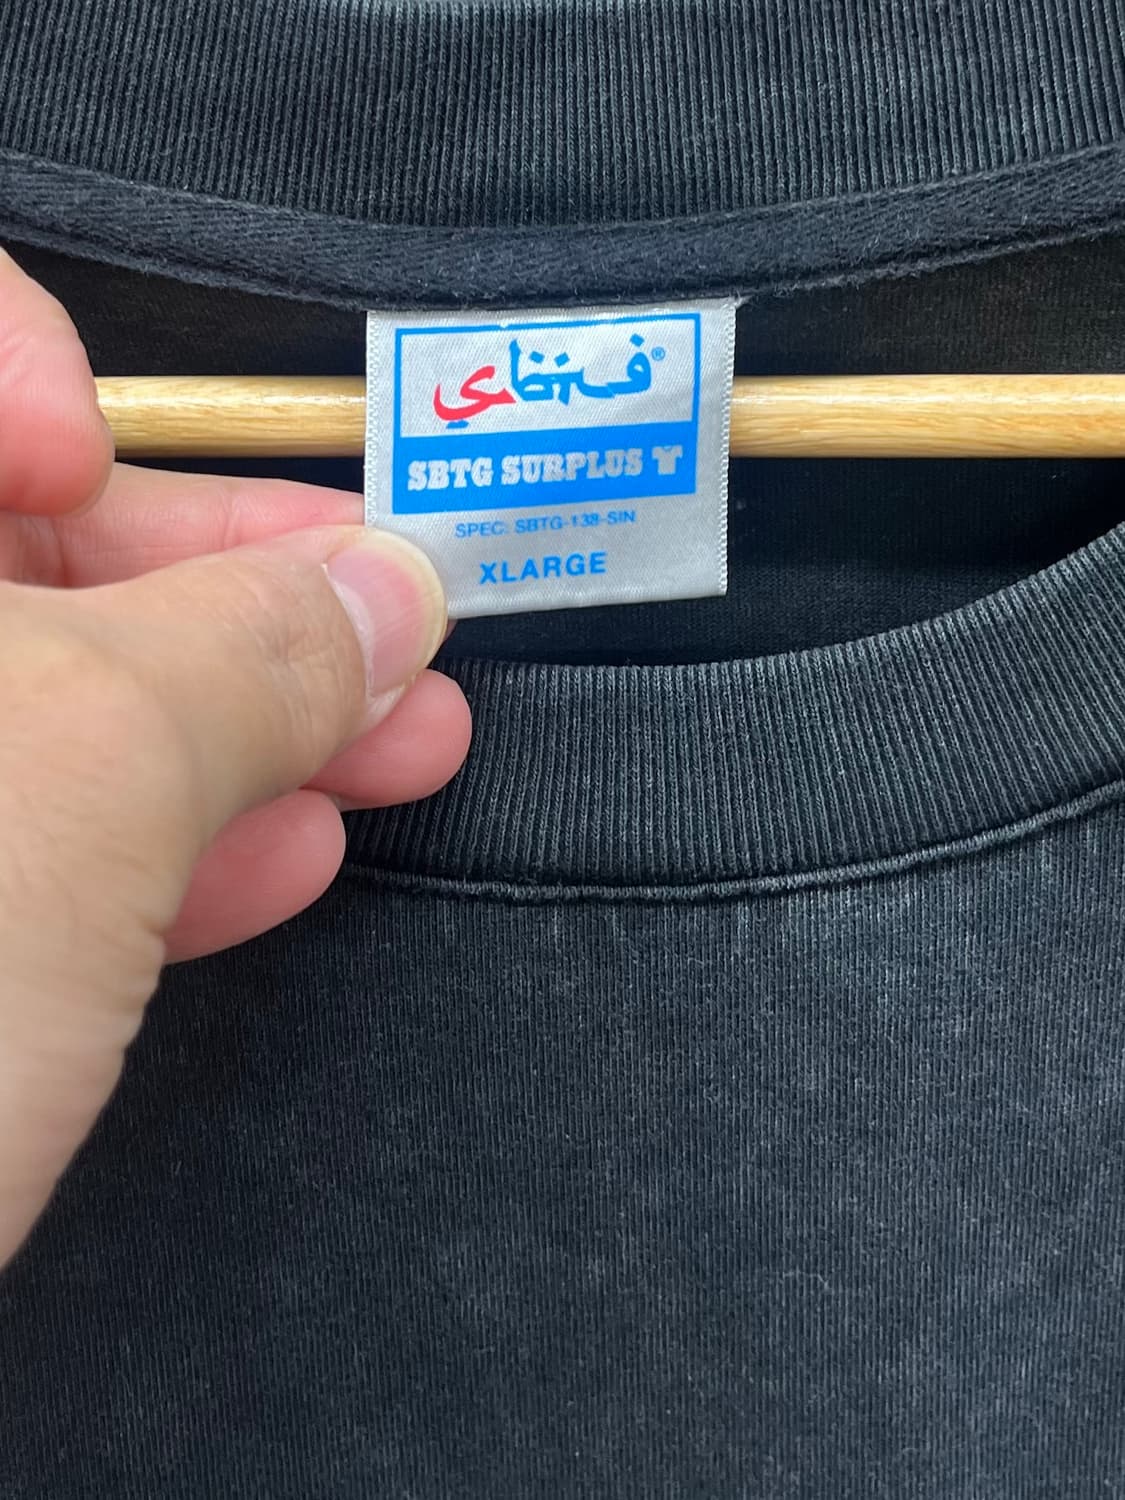 ®
SBTG SURPLUS
SPEC: SBTG-138-SIN
XLARGE